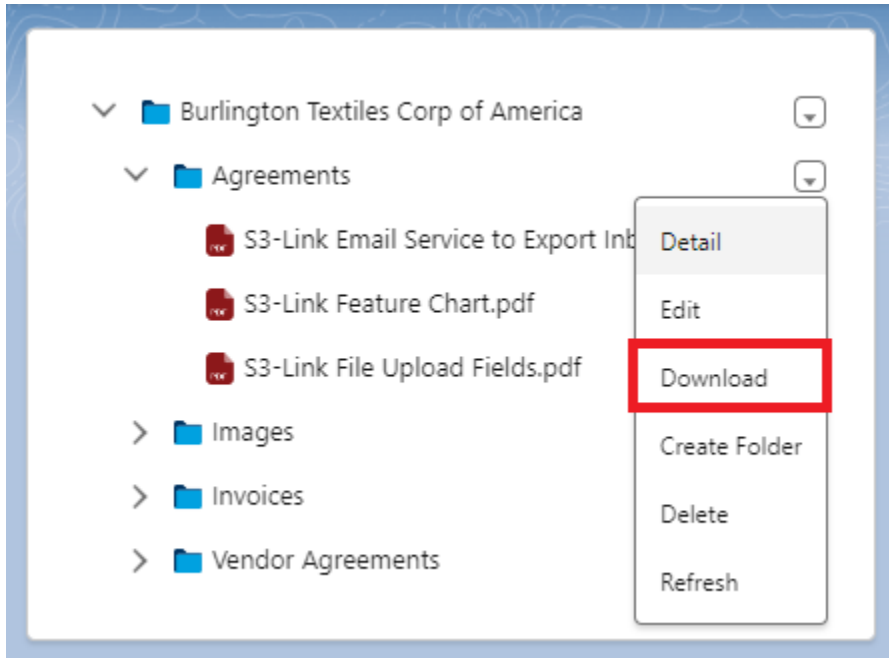 Burlington Textiles Corp of America
Agreements
S3-Link Email Service to Export Inb
S3-Link Feature Chart.pdf
S3-Link File Upload Fields.pdf
Images
Invoices
Vendor Agreements
Detail
Edit
Download
Create Folder
Delete
Refresh